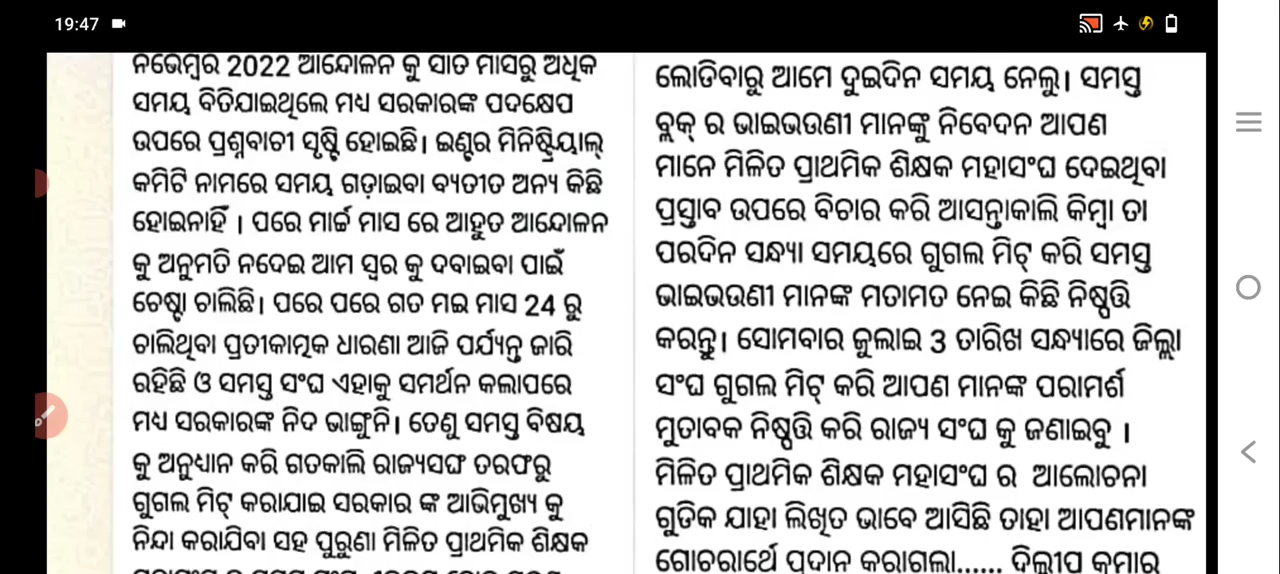 19:47
ନଭେମ୍ବର 2022 ଆନ୍ଦୋଳନ କୁ ସାତ ମାସରୁ ଅଧିକ
ସମୟ ବିତିଯାଇଥିଲେ ମଧ୍ୟ ସରକାରଙ୍କ ପଦକ୍ଷେପ
ଉପରେ ପ୍ରଶ୍ନବାଚୀ ସୃଷ୍ଟି ହୋଇଛି। ଇଣ୍ଟର ମିନିଷ୍ଟ୍ରିୟାଲ୍
କମିଟି ନାମରେ ସମୟ ଗଡ଼ାଇବା ବ୍ୟତୀତ ଅନ୍ୟ କିଛି
ହୋଇନାହିଁ । ପରେ ମାର୍ଚ୍ଚ ମାସ ରେ ଆହୁତ ଆନ୍ଦୋଳନ
କୁ ଅନୁମତି ନଦେଇ ଆମ ସ୍ବର କୁ ଦବାଇବା ପାଇଁ
ଚେଷ୍ଟା ଚାଲିଛି। ପରେ ପରେ ଗତ ମଇ ମାସ 24 ରୁ
ଚାଲିଥିବା ପ୍ରତୀକାତ୍ମକ ଧାରଣା ଆଜି ପର୍ଯ୍ୟନ୍ତ ଜାରି
ରହିଛି ଓ ସମସ୍ତ ସଂଘ ଏହାକୁ ସମର୍ଥନ କଲାପରେ
ମଧ୍ୟ ସରକାରଙ୍କ ନିଦ ଭାଙ୍ଗୁନି। ତେଣୁ ସମସ୍ତ ବିଷୟ
କୁ ଅନୁଧ୍ୟାନ କରି ଗତକାଲି ରାଜ୍ୟସଙ୍ଘ ତରଫରୁ
ଗୁଗଲ ମିଟ୍ କରାଯାଇ ସରକାର ଙ୍କ ଆଭିମୁଖ୍ୟ କୁ
ନିନ୍ଦା କରାଯିବା ସହ ପୁରୁଣା ମିଳିତ ପ୍ରାଥମିକ ଶିକ୍ଷକ
ଲୋଡିବାରୁ ଆମେ ଦୁଇଦିନ ସମୟ ନେଲୁ। ସମସ୍ତ
ବ୍ଲକ୍ ର ଭାଇଭଉଣୀ ମାନଙ୍କୁ ନିବେଦନ ଆପଣ
ମାନେ ମିଳିତ ପ୍ରାଥମିକ ଶିକ୍ଷକ ମହାସଂଘ ଦେଇଥିବା
ପ୍ରସ୍ତାବ ଉପରେ ବିଚାର କରି ଆସନ୍ତାକାଲି କିମ୍ବା ତା
ପରଦିନ ସନ୍ଧ୍ୟା ସମୟରେ ଗୁଗଲ ମିଟ୍ କରି ସମସ୍ତ
ଭାଇଭଉଣୀ ମାନଙ୍କ ମତାମତ ନେଇ କିଛି ନିଷ୍ପତ୍ତି
କରନ୍ତୁ। ସୋମବାର ଜୁଲାଇ 3 ତାରିଖ ସନ୍ଧ୍ୟାରେ ଜିଲ୍ଲା
ସଂଘ ଗୁଗଲ ମିଟ୍ କରି ଆପଣ ମାନଙ୍କ ପରାମର୍ଶ
ମୁତାବକ ନିଷ୍ପତ୍ତି କରି ରାଜ୍ୟ ସଂଘ କୁ ଜଣାଇବୁ ।
ମିଳିତ ପ୍ରାଥମିକ ଶିକ୍ଷକ ମହାସଂଘ ର ଆଲୋଚନା
ଗୁଡିକ ଯାହା ଲିଖିତ ଭାବେ ଆସିଛି ତାହା ଆପଣମାନଙ୍କ
ଗୋଚରାର୍ଥେ ପ୍ରଦାନ କରାଗଲା...... ଦିଲ୍ଲୀପ କୁମାର